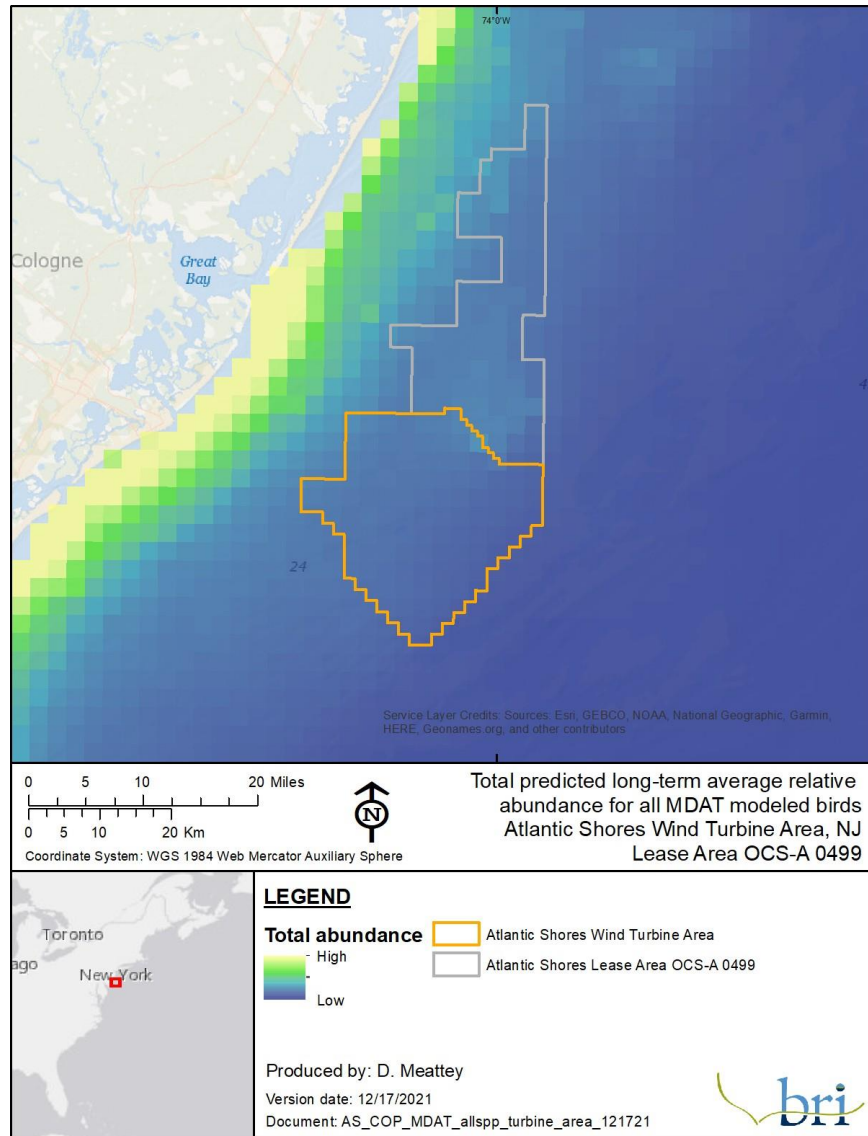 74°0'W
Cologne
Great
Bay
4
24
Service Layer Credits: Sources: Esri, GEBCO, NOAA, National Geographic, Garmin,
HERE, Geonames.org, and other contributors
0 5 10 20 Miles
0 5 10 20 Km
N
Coordinate System: WGS 1984 Web Mercator Auxiliary Sphere
Total predicted long-term average relative
abundance for all MDAT modeled birds
Atlantic Shores Wind Turbine Area, NJ
Lease Area OCS-A 0499
Toronto
ago
New York
LEGEND
Total abundance
High
Low
Atlantic Shores Wind Turbine Area
Atlantic Shores Lease Area OCS-A 0499
Produced by: D. Meattey
Version date: 12/17/2021
Document: AS_COP_MDAT_allspp_turbine_area_121721
bri